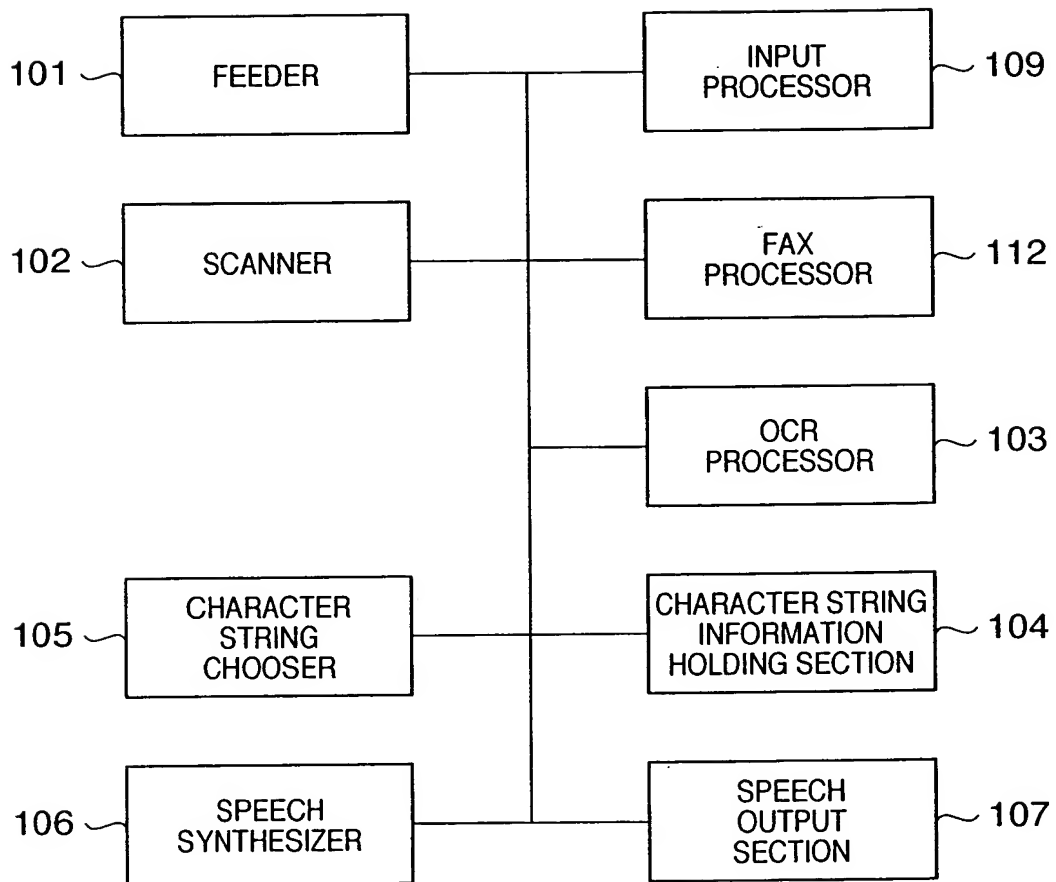 101
FEEDER
INPUT
PROCESSOR
109
102
SCANNER
FAX
PROCESSOR
112
OCR
PROCESSOR
103
105
CHARACTER
STRING
CHOOSER
CHARACTER STRING
INFORMATION
HOLDING SECTION
104
106
SPEECH
SYNTHESIZER
SPEECH
OUTPUT
SECTION
107